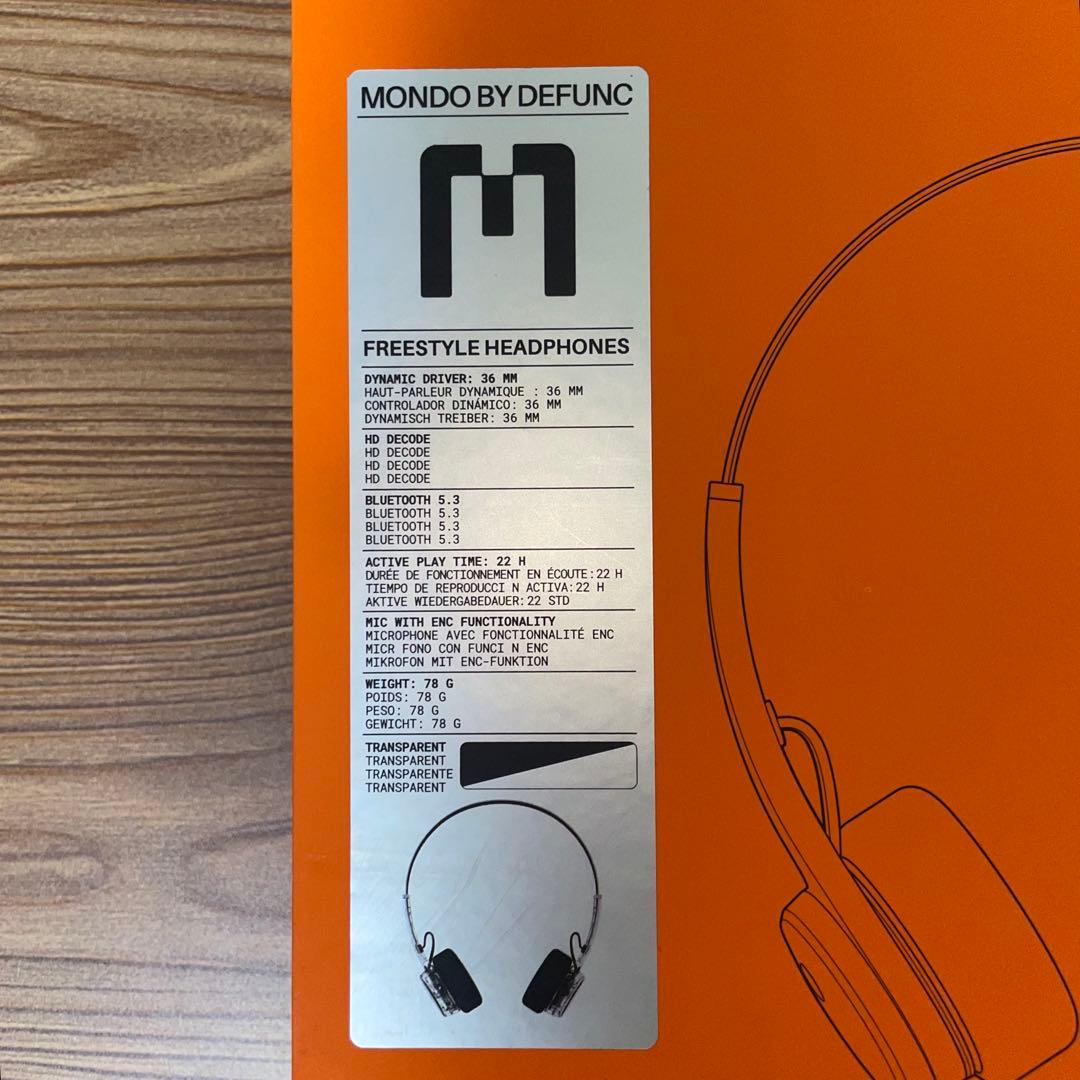 MONDO BY DEFUNC
M
FREESTYLE HEADPHONES
DYNAMIC DRIVER: 36 MM
HAUT-PARLEUR DYNAMIQUE : 36 MM
CONTROLADOR DINÁMICO: 36 MM
DYNAMISCH TREIBER: 36 MM
HD DECODE
HD DECODE
HD DECODE
HD DECODE
BLUETOOTH 5.3
BLUETOOTH 5.3
BLUETOOTH 5.3
BLUETOOTH 5.3
ACTIVE PLAY TIME: 22 H
DURÉE DE FONCTIONNEMENT EN ÉCOUTE:22 H
TIEMPO DE REPRODUCCI N ACTIVA:22 H
AKTIVE WIEDERGABEDAUER:22 STD
MIC WITH ENC FUNCTIONALITY
MICROPHONE AVEC FONCTIONNALITÉ ENC
MICR FONO CON FUNCI N ENC
MIKROFON MIT ENC-FUNKTION
WEIGHT: 78 G
POIDS: 78 G
PESO: 78 G
GEWICHT: 78 G
TRANSPARENT
TRANSPARENT
TRANSPARENTE
TRANSPARENT